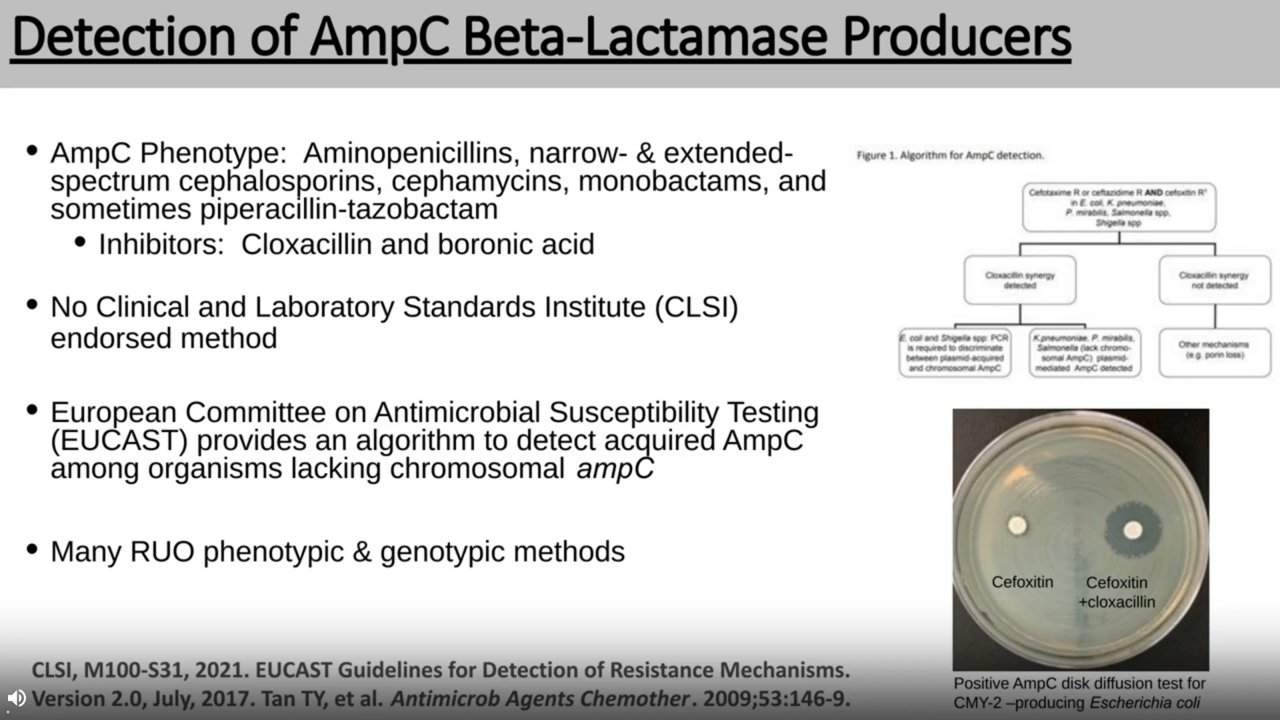 Detection of AmpC Beta-Lactamase Producers
• AmpC Phenotype: Aminopenicillins, narrow- & extended-
spectrum cephalosporins, cephamycins, monobactams, and
sometimes piperacillin-tazobactam
• Inhibitors: Cloxacillin and boronic acid
• No Clinical and Laboratory Standards Institute (CLSI)
endorsed method
• European Committee on Antimicrobial Susceptibility Testing
(EUCAST) provides an algorithm to detect acquired AmpC
among organisms lacking chromosomal ampC
• Many RUO phenotypic & genotypic methods
Figure 1. Algorithm for AmpC detection.
Cefotaxime R or ceftazidime R AND cefoxitin R¹
in E. coli, K. pneumoniae,
P. mirabilis, Salmonella spp,
Shigella spp
Cloxacillin synergy
detected
Cloxacillin synergy
not detected
E. coli and Shigella spp: PCR
is required to discriminate
between plasmid-acquired
and chromosomal AmpC
K.pneumoniae, P. mirabilis,
Salmonella (lack chromo-
somal AmpC) plasmid-
mediated AmpC detected
Other mechanisms
(e.g. porin loss)
Cefoxitin
Cefoxitin
+cloxacillin
Positive AmpC disk diffusion test for
CMY-2 –producing Escherichia coli
CLSI, M100-S31, 2021. EUCAST Guidelines for Detection of Resistance Mechanisms.
Version 2.0, July, 2017. Tan TY, et al. Antimicrob Agents Chemother. 2009;53:146-9.